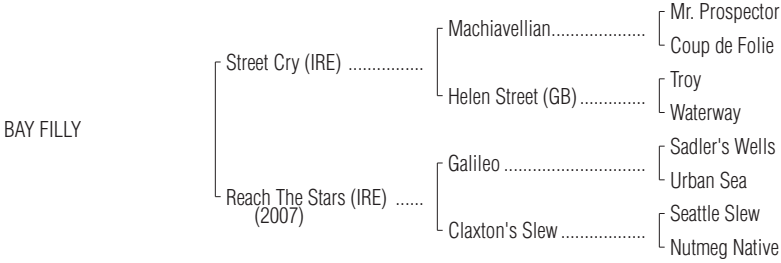 Mr. Prospector
Machiavellian....................
Coup de Folie
Street Cry (IRE) ................
Troy
Helen Street (GB)..............
Waterway
BAY FILLY
Sadler's Wells
Galileo ..............................
Urban Sea
Reach The Stars (IRE) ......
(2007)
Seattle Slew
Claxton's Slew..................
Nutmeg Native